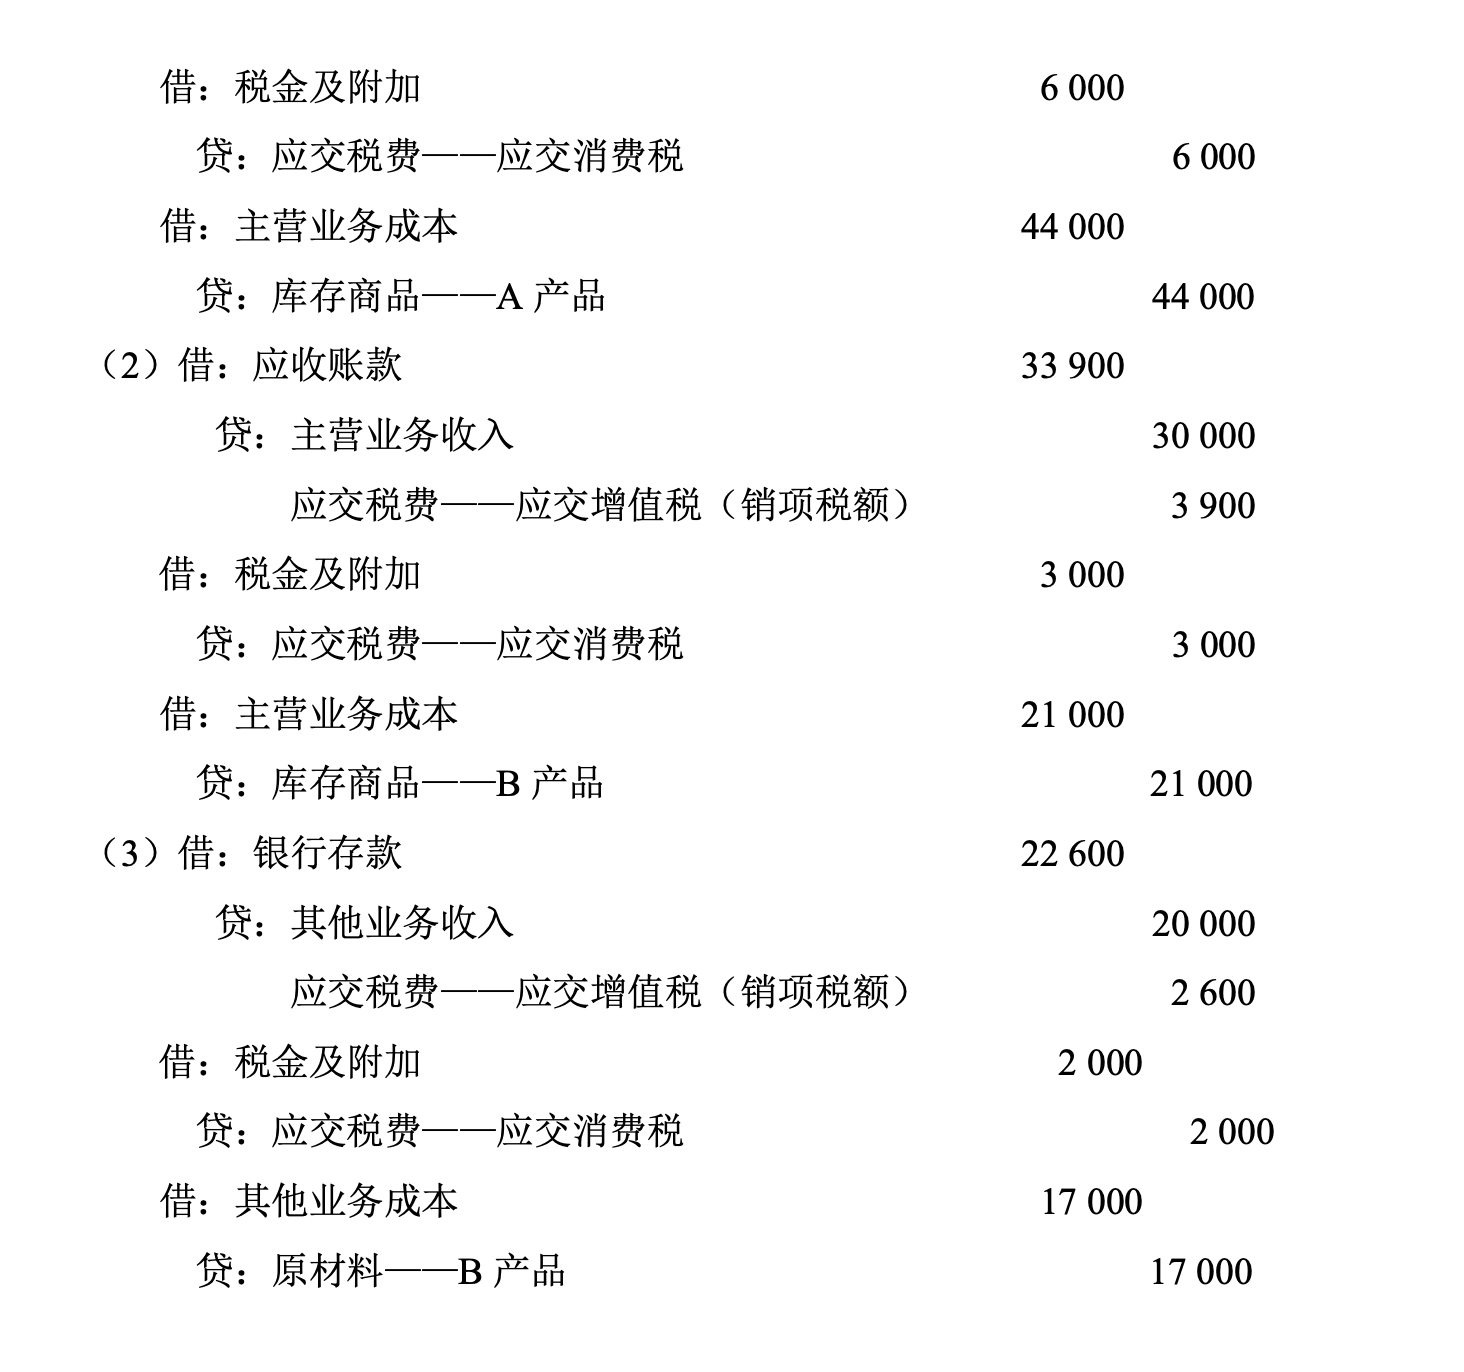 借：税金及附加 6 000
贷：应交税费——应交消费税 6 000
借：主营业务成本 44 000
贷：库存商品——A 产品 44 000
（2）借：应收账款 33 900
贷：主营业务收入 30 000
应交税费——应交增值税（销项税额） 3 900
借：税金及附加 3 000
贷：应交税费——应交消费税 3 000
借：主营业务成本 21 000
贷：库存商品——B 产品 21 000
（3）借：银行存款 22 600
贷：其他业务收入 20 000
应交税费——应交增值税（销项税额） 2 600
借：税金及附加 2 000
贷：应交税费——应交消费税 2 000
借：其他业务成本 17 000
贷：原材料——B 产品 17 000